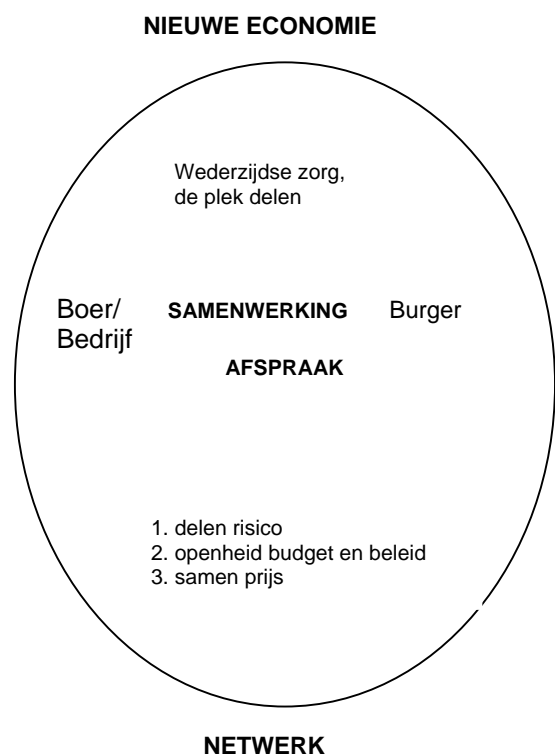 NIEUWE ECONOMIE
Wederzijdse zorg,
de plek delen
Boer/
Bedrijf
SAMENWERKING
Burger
AFSPRAAK
1. delen risico
2. openheid budget en beleid
3. samen prijs
NETWERK